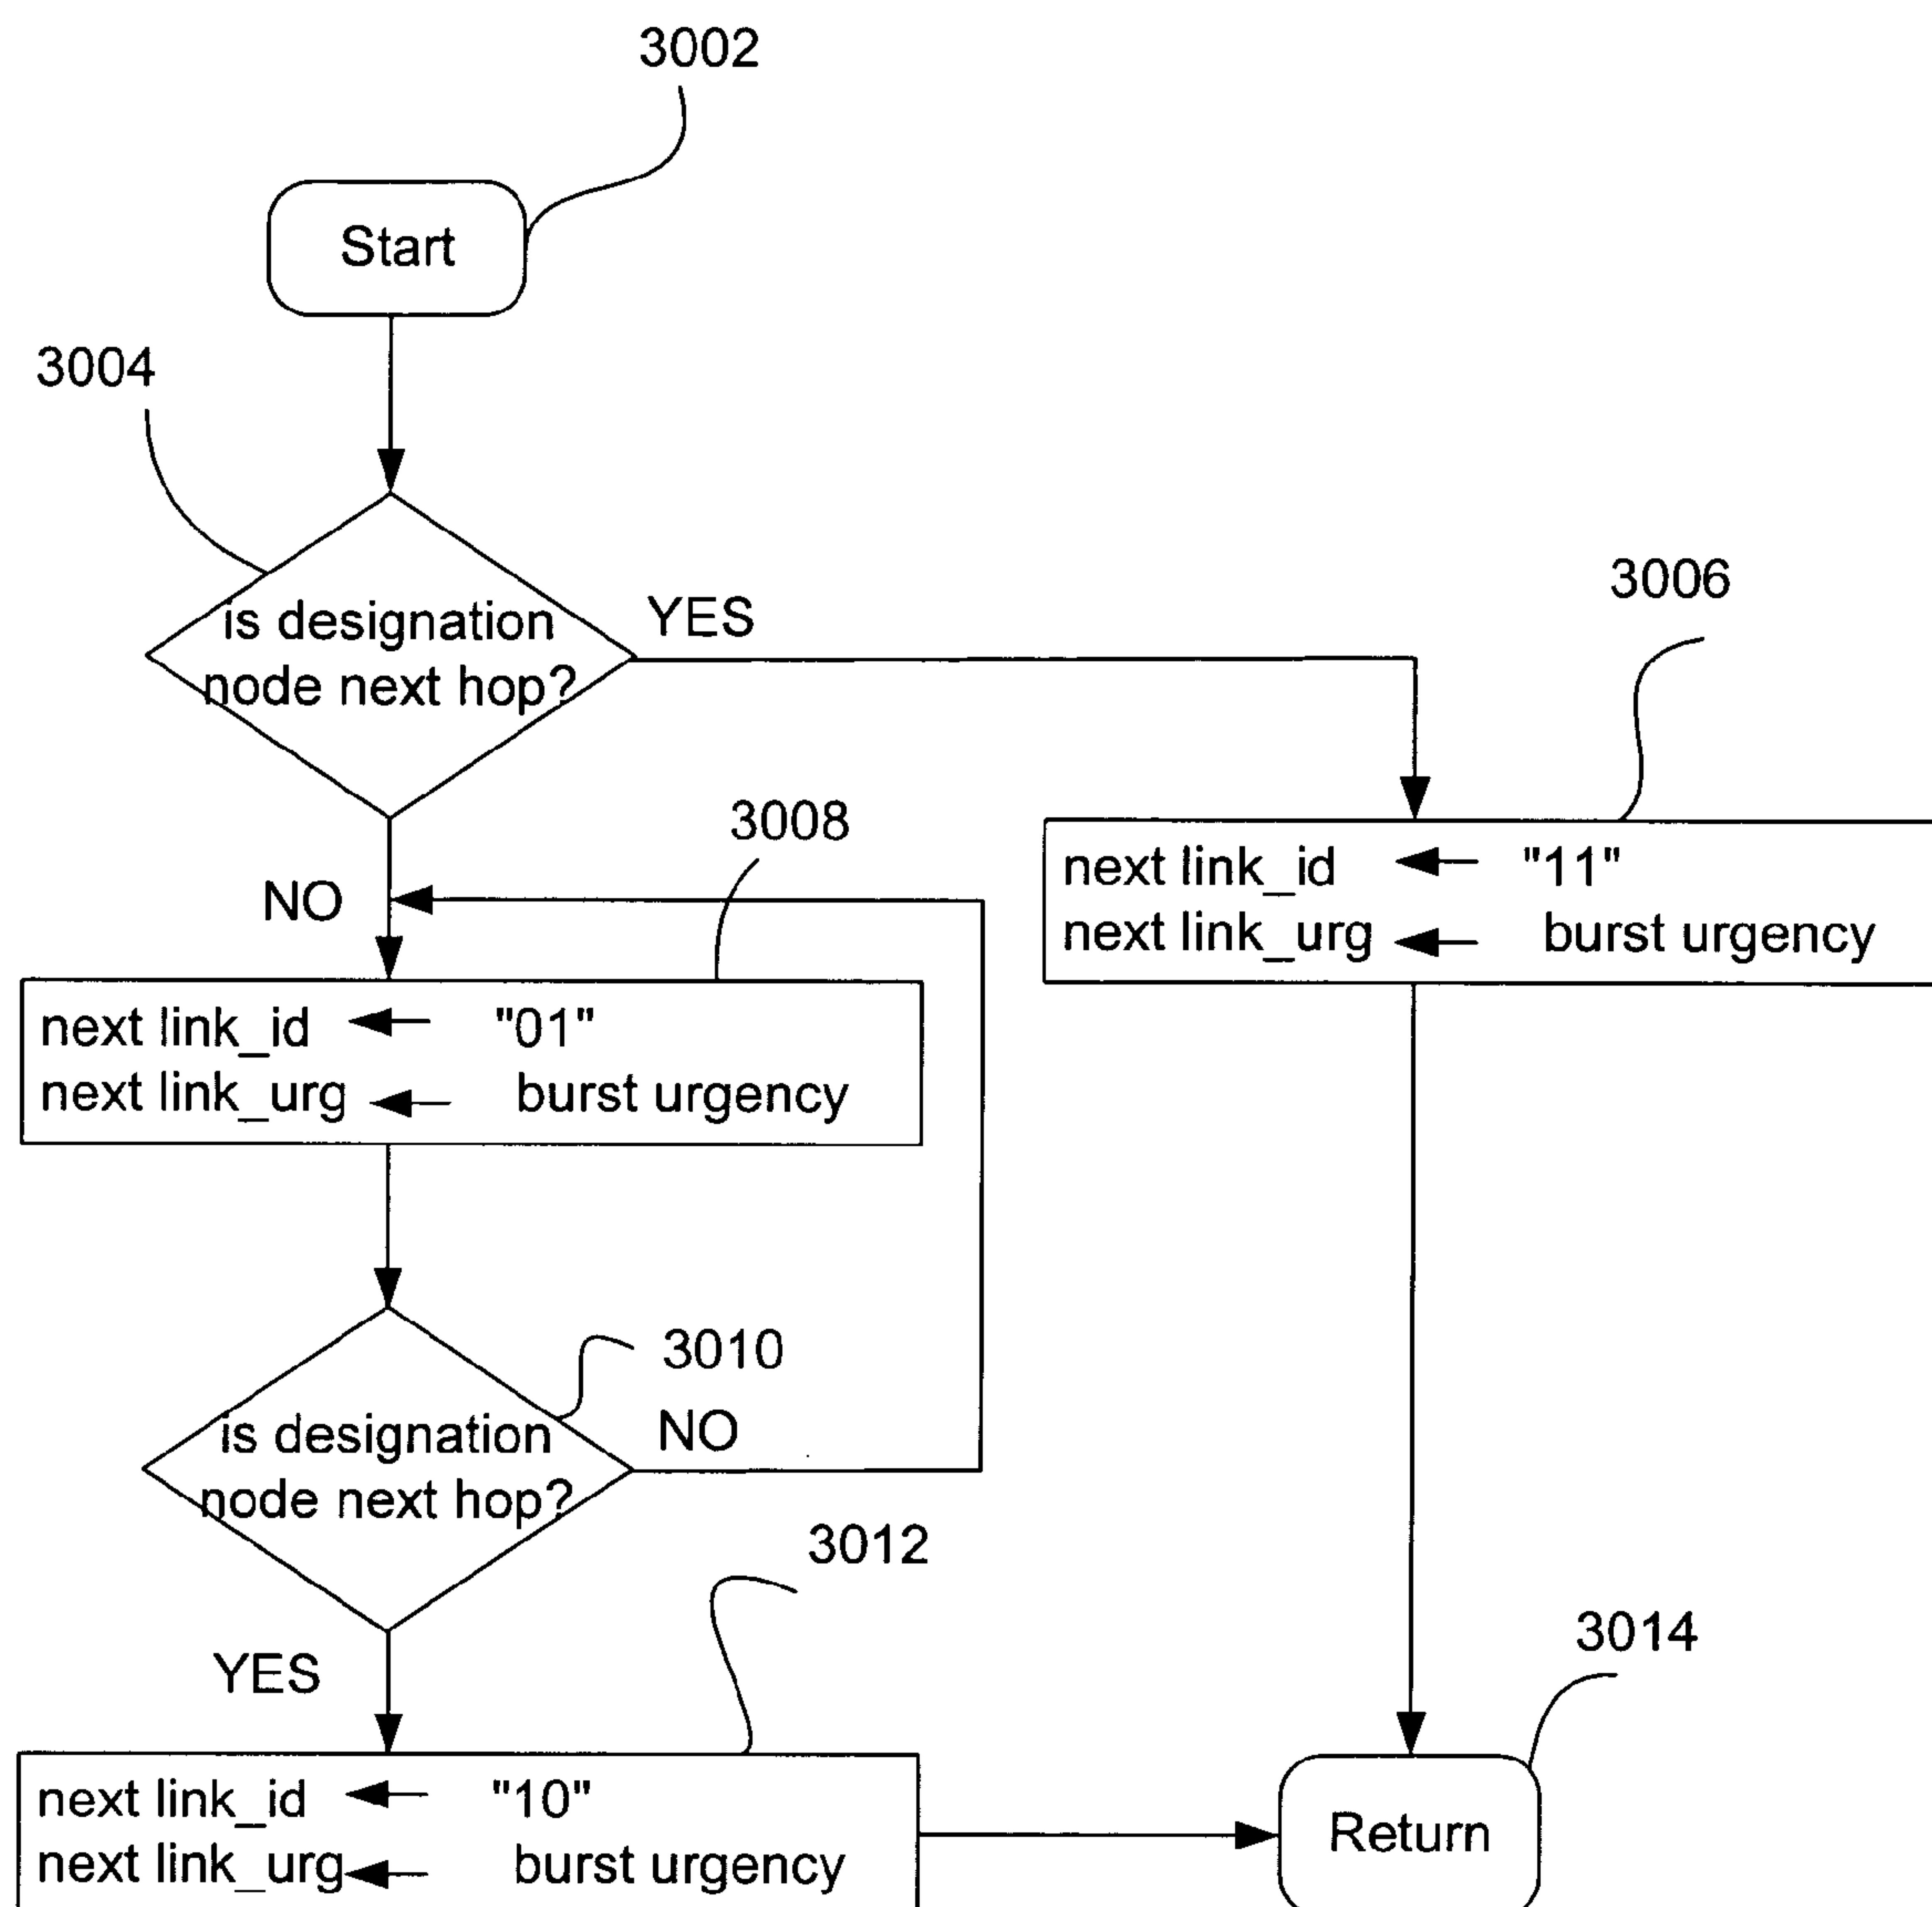 3002
Start
3004
is designation
node next hop?
YES
3006
3008
NO
next link_id "11"
next link_urg burst urgency
next link_id "01"
next link_urg burst urgency
3010
is designation
node next hop?
NO
3012
YES
3014
next link_id "10"
next link_urg burst urgency
Return